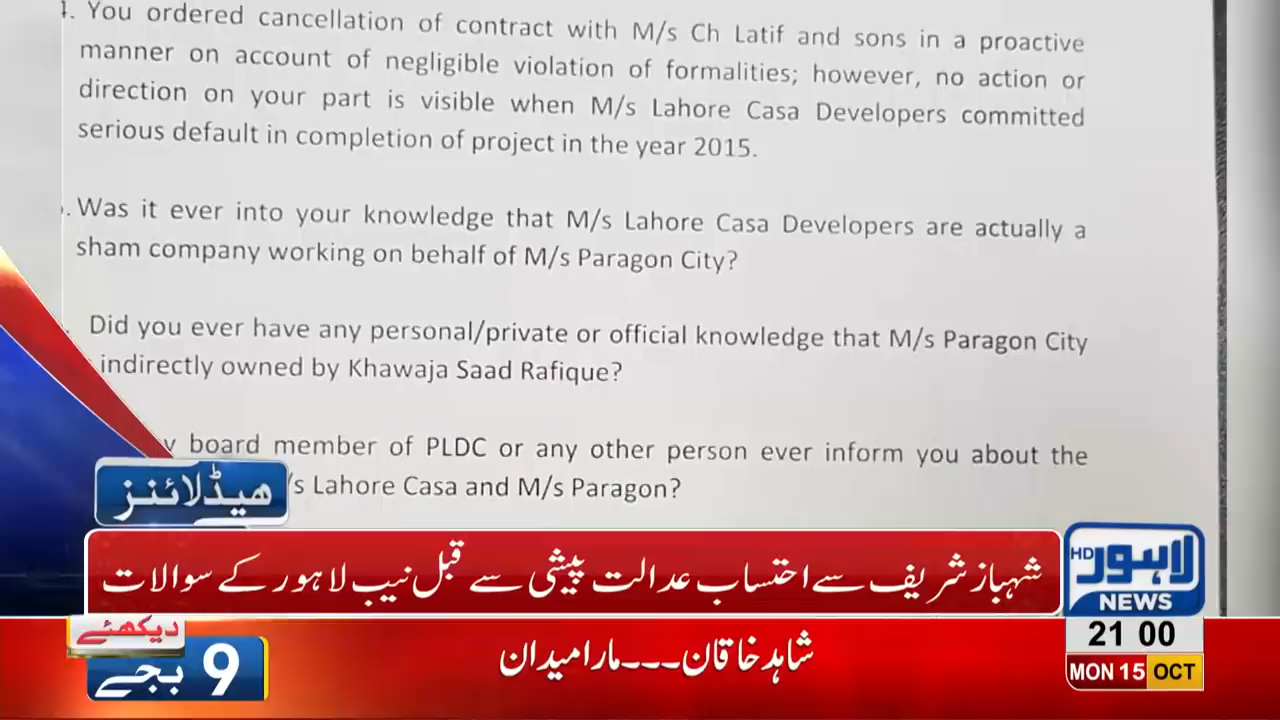 . You ordered cancellation of contract with M/s Ch Latif and sons in a proactive
manner on account of negligible violation of formalities; however, no action or
direction on your part is visible when M/s Lahore Casa Developers committed
serious default in completion of project in the year 2015.
. Was it ever into your knowledge that M/s Lahore Casa Developers are actually a
sham company working on behalf of M/s Paragon City?
Did you ever have any personal/private or official knowledge that M/s Paragon City
indirectly owned by Khawaja Saad Rafique?
y board member of PLDC or any other person ever inform you about the
/s Lahore Casa and M/s Paragon?
ہیڈلائنز
شہباز شریف سے احتساب عدالت پیشی سے قبل نیب لاہور کے سوالات
HD لاہور
NEWS
21 00
MON 15 OCT
شاہد خاقان۔۔۔مارا میدان
دیکھئے
9 بجے